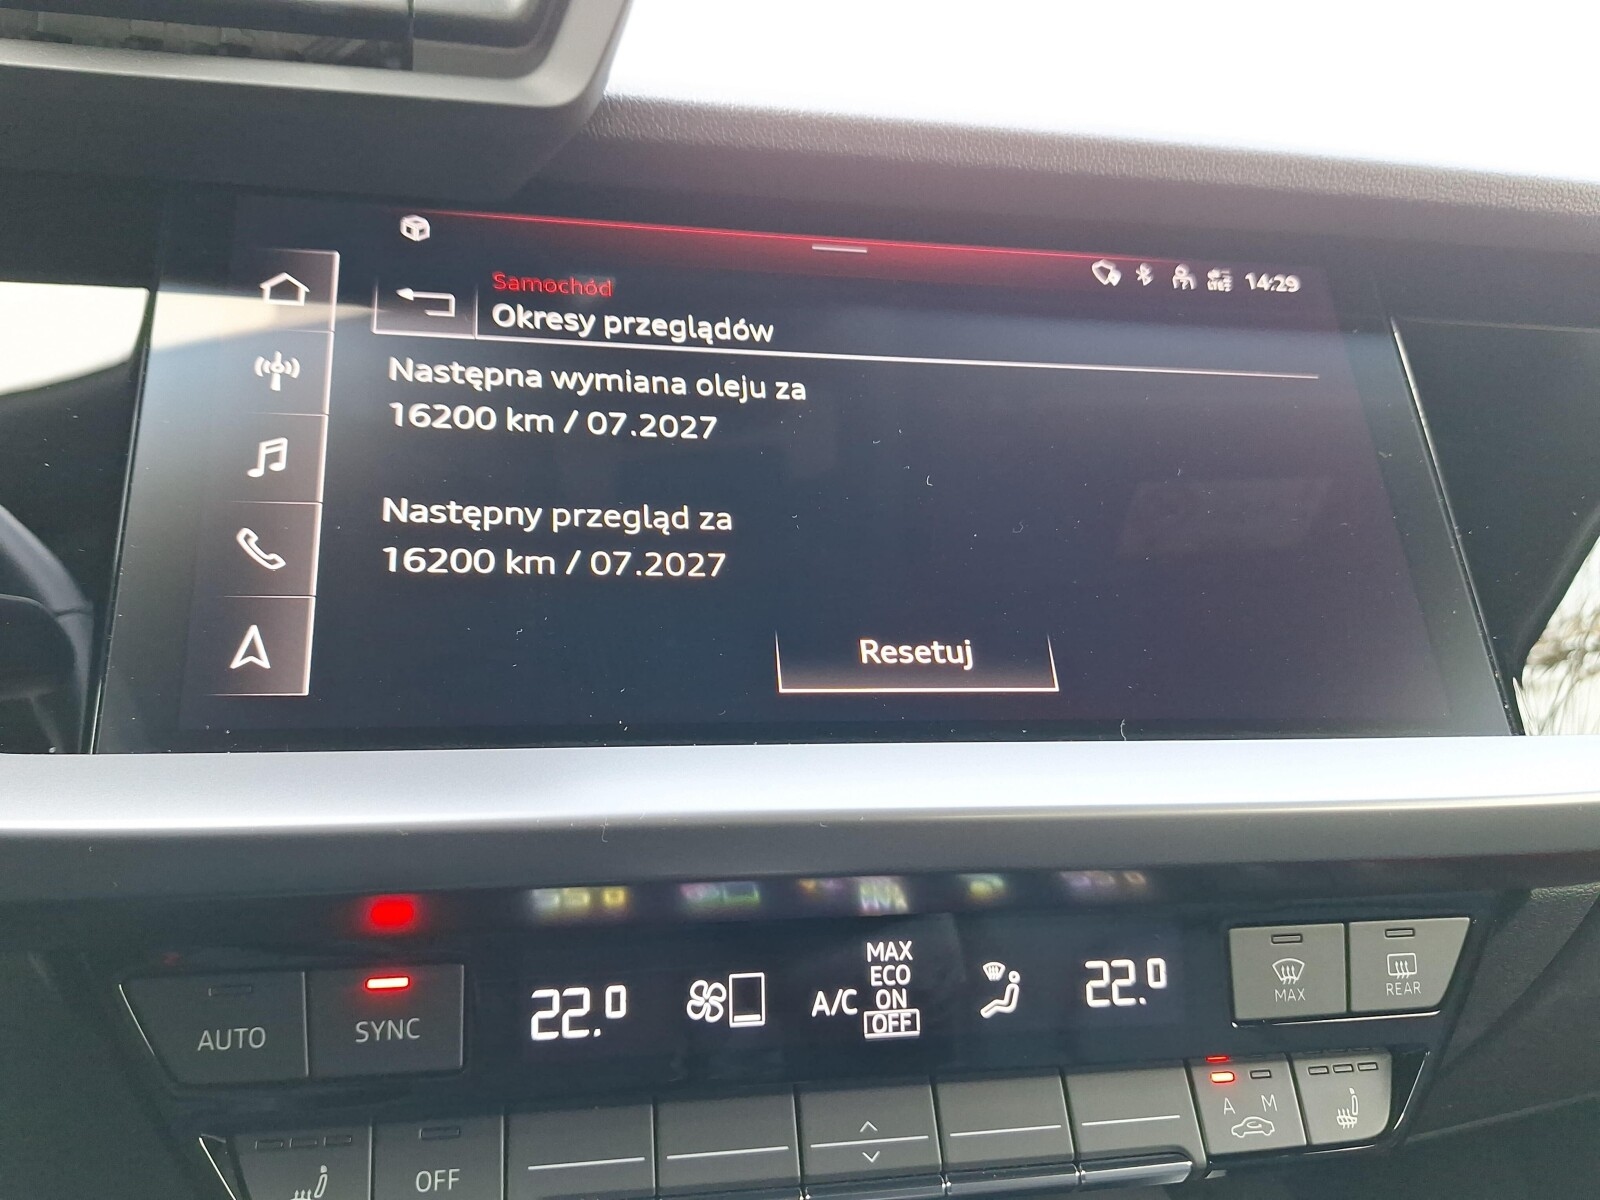 14:29
Samochód
Okresy przeglądów
Następna wymiana oleju za
16200 km / 07.2027
Następny przegląd za
16200 km / 07.2027
Resetuj
AUTO
SYNC
22.0
A/C
MAX
ECO
ON
OFF
22.0
MAX
REAR
OFF
A M